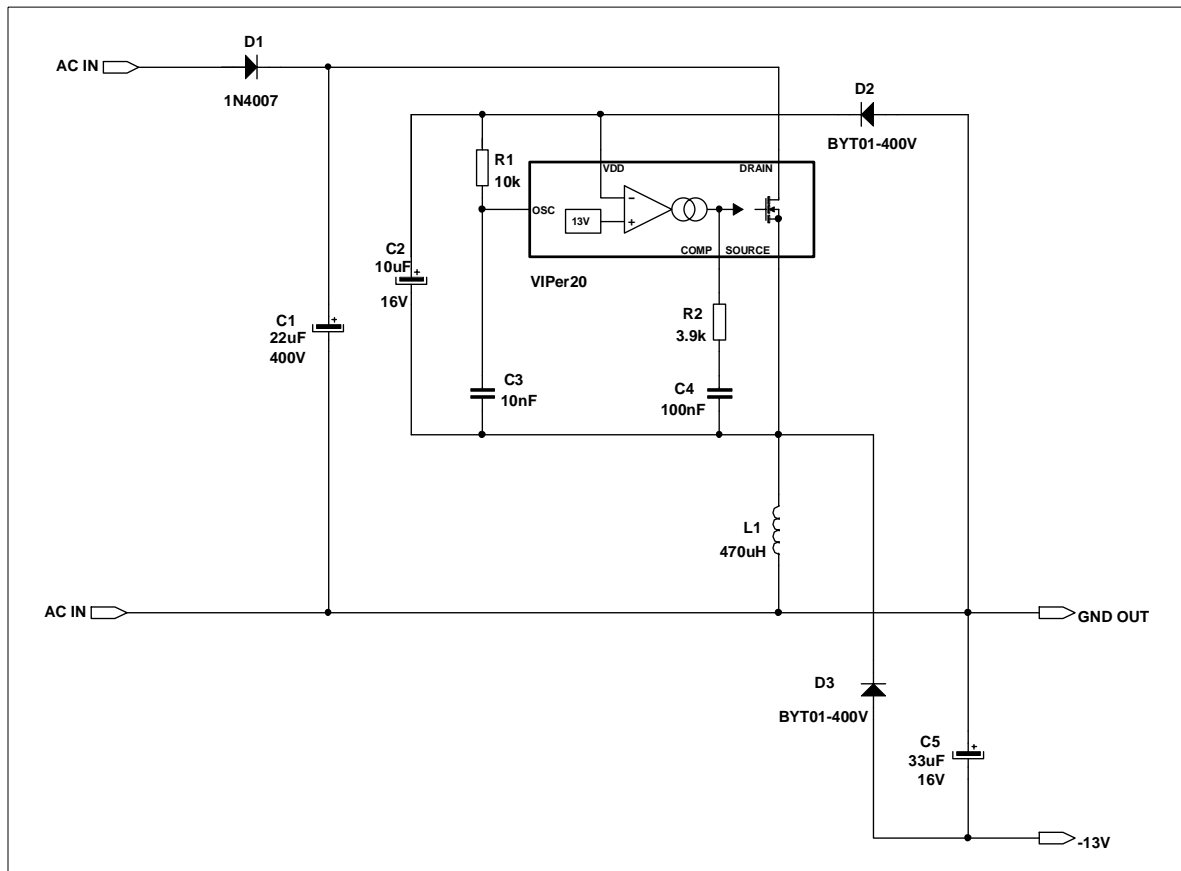 D1
AC IN
1N4007
D2
BYT01-400V
R1
10k
VDD
DRAIN
OSC
13V
−
+
COMP
SOURCE
VIPer20
C2
10uF
+
16V
C1
22uF
+
400V
R2
3.9k
C3
10nF
C4
100nF
L1
470uH
AC IN
GND OUT
D3
BYT01-400V
C5
33uF
+
16V
-13V